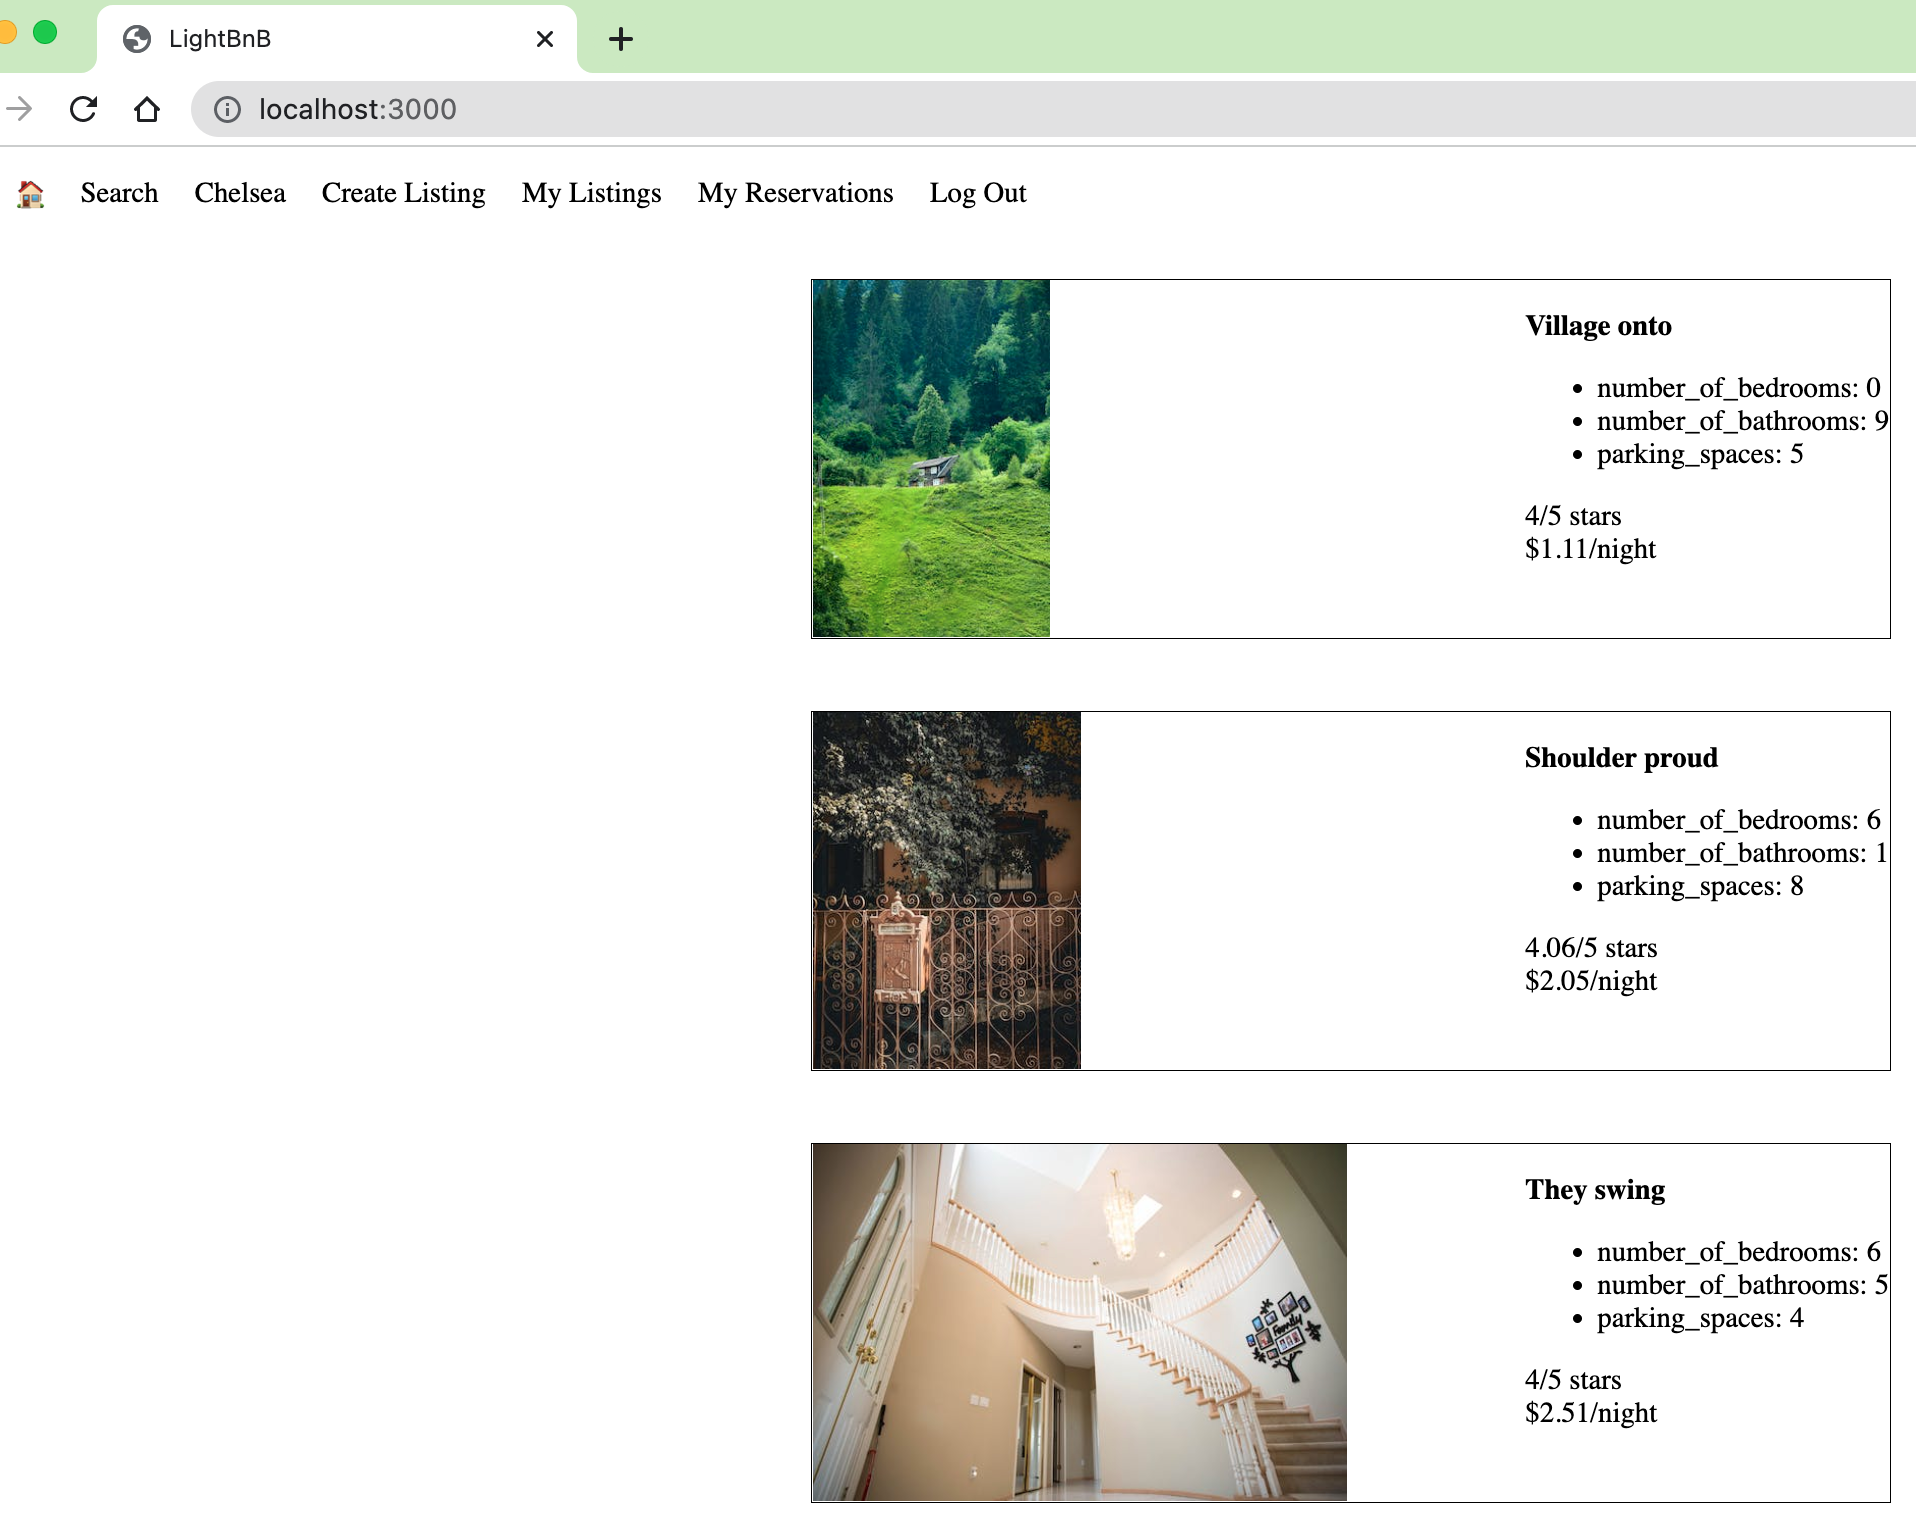 LightBnB
localhost:3000
Search Chelsea Create Listing My Listings My Reservations Log Out
Village onto
number_of_bedrooms: 0
number_of_bathrooms: 9
parking_spaces: 5
4/5 stars
$1.11/night
Shoulder proud
number_of_bedrooms: 6
number_of_bathrooms: 1
parking_spaces: 8
4.06/5 stars
$2.05/night
Family
They swing
number_of_bedrooms: 6
number_of_bathrooms: 5
parking_spaces: 4
4/5 stars
$2.51/night